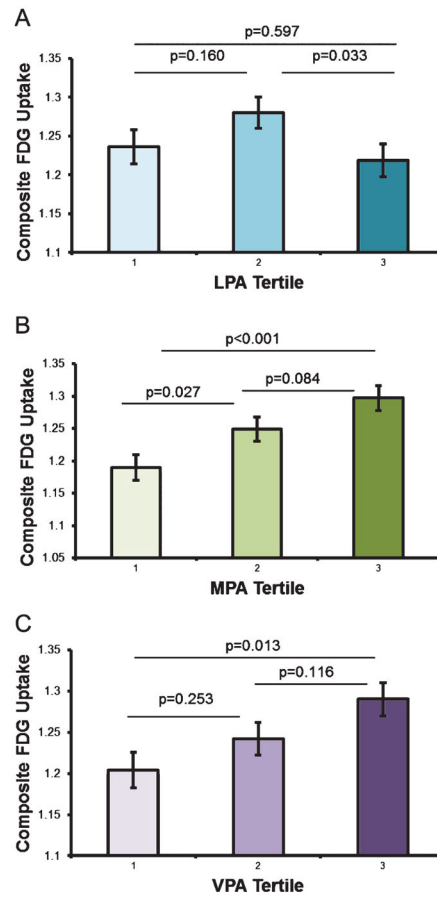 A
p=0.597
p=0.160
p=0.033
Composite FDG Uptake
1.35
1.3
1.25
1.2
1.15
1.1
1
2
3
LPA Tertile
B
p<0.001
p=0.027
p=0.084
Composite FDG Uptake
1.35
1.3
1.25
1.2
1.15
1.1
1.05
1
2
3
MPA Tertile
C
p=0.013
p=0.116
p=0.253
Composite FDG Uptake
1.35
1.3
1.25
1.2
1.15
1.1
1
2
3
VPA Tertile